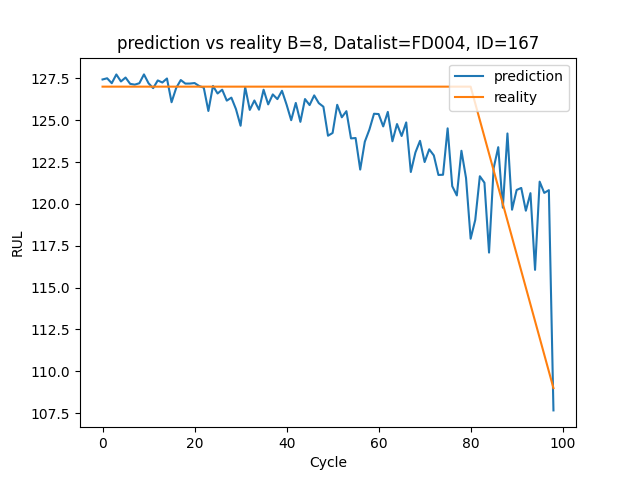 prediction vs reality B=8, Datalist=FD004, ID=167
prediction
reality
RUL
127.5
125.0
122.5
120.0
117.5
115.0
112.5
110.0
107.5
0 20 40 60 80 100
Cycle